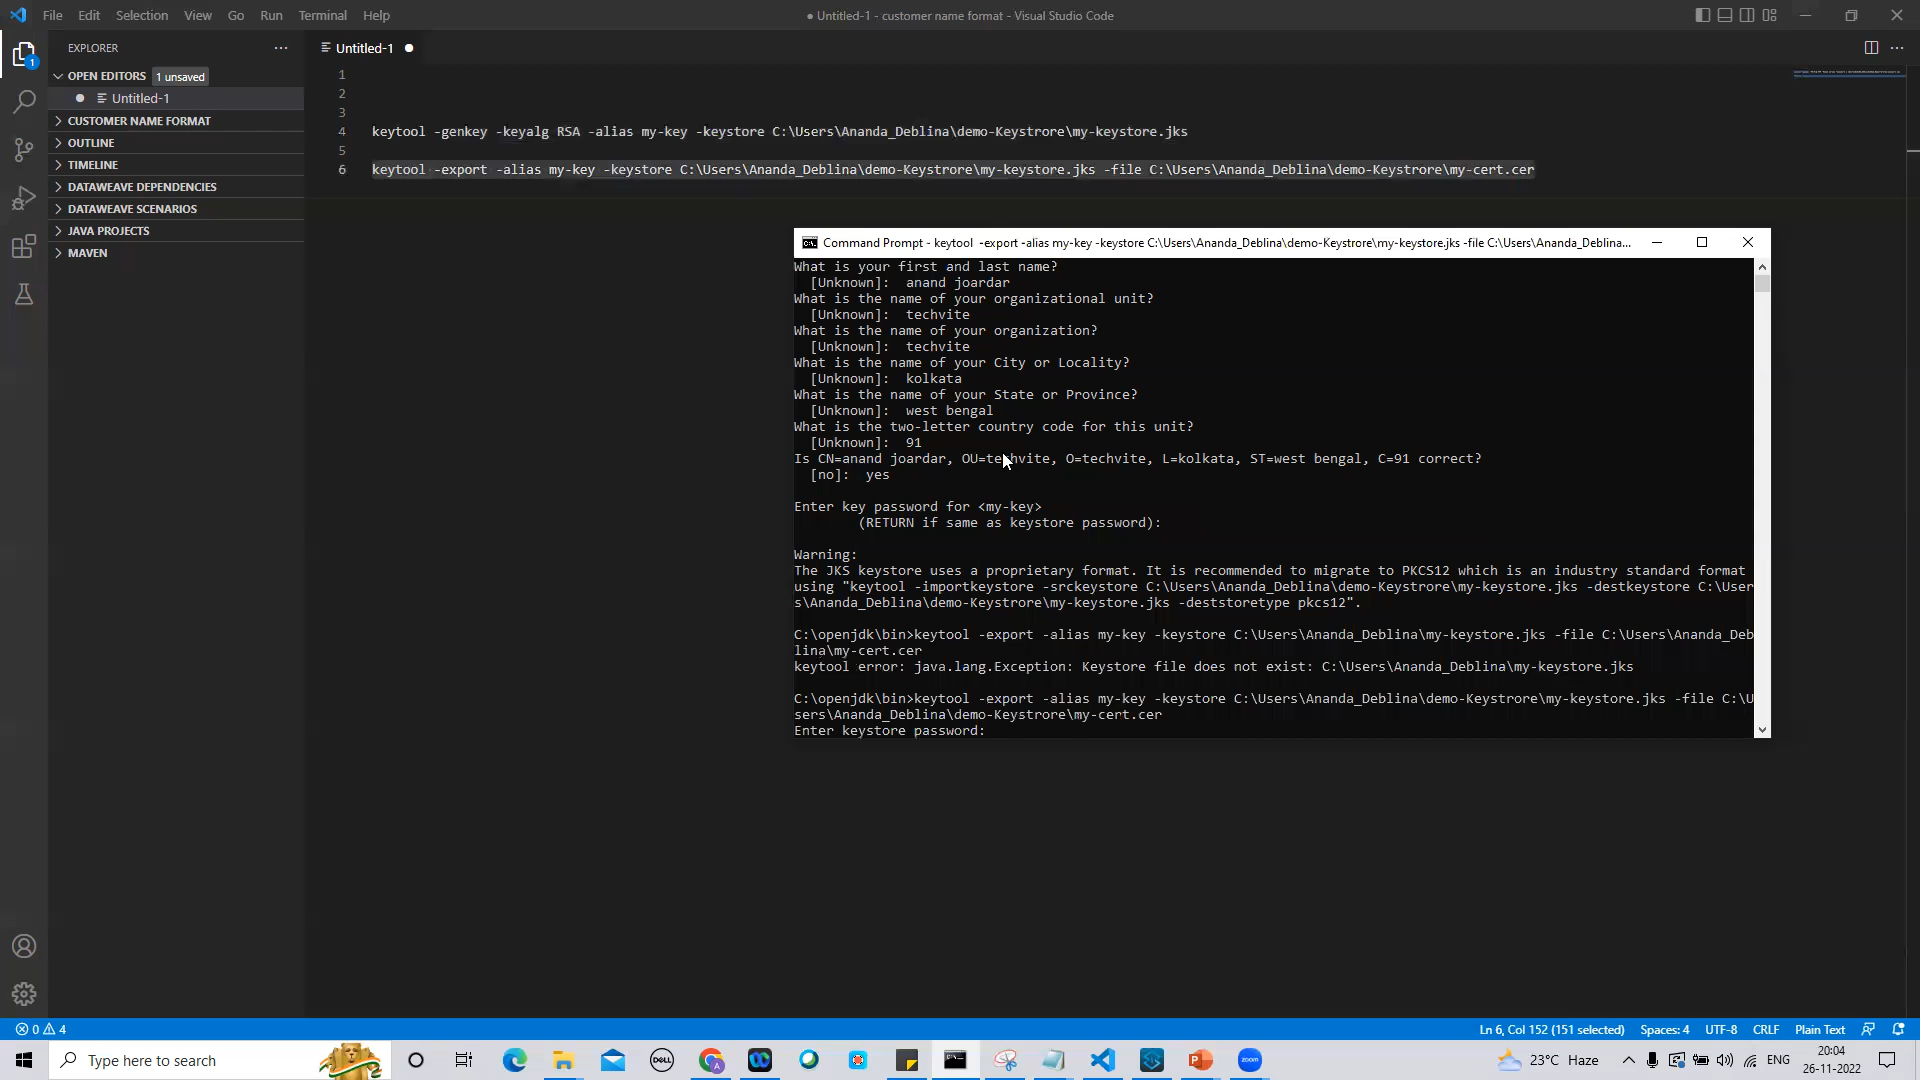 File Edit Selection View Go Run Terminal Help
● Untitled-1 - customer name format - Visual Studio Code
EXPLORER
Untitled-1
OPEN EDITORS 1 unsaved
Untitled-1
CUSTOMER NAME FORMAT
OUTLINE
TIMELINE
DATAWEAVE DEPENDENCIES
DATAWEAVE SCENARIOS
JAVA PROJECTS
MAVEN
1
1
2
3
4 keytool -genkey -keyalg RSA -alias my-key -keystore C:\Users\Ananda_Deblina\demo-Keystrore\my-keystore.jks
5
6 keytool -export -alias my-key -keystore C:\Users\Ananda_Deblina\demo-Keystrore\my-keystore.jks -file C:\Users\Ananda_Deblina\demo-Keystrore\my-cert.cer
Command Prompt - keytool -export -alias my-key -keystore C:\Users\Ananda_Deblina\demo-Keystrore\my-keystore.jks -file C:\Users\Ananda_Deblina...
What is your first and last name?
[Unknown]: anand joardar
What is the name of your organizational unit?
[Unknown]: techvite
What is the name of your organization?
[Unknown]: techvite
What is the name of your City or Locality?
[Unknown]: kolkata
What is the name of your State or Province?
[Unknown]: west bengal
What is the two-letter country code for this unit?
[Unknown]: 91
Is CN=anand joardar, OU=techvite, O=techvite, L=kolkata, ST=west bengal, C=91 correct?
[no]: yes
Enter key password for <my-key>
(RETURN if same as keystore password):
Warning:
The JKS keystore uses a proprietary format. It is recommended to migrate to PKCS12 which is an industry standard format
using "keytool -importkeystore -srckeystore C:\Users\Ananda_Deblina\demo-Keystrore\my-keystore.jks -destkeystore C:\User
s\Ananda_Deblina\demo-Keystrore\my-keystore.jks -deststoretype pkcs12".
C:\openjdk\bin>keytool -export -alias my-key -keystore C:\Users\Ananda_Deblina\my-keystore.jks -file C:\Users\Ananda_Deb
lina\my-cert.cer
keytool error: java.lang.Exception: Keystore file does not exist: C:\Users\Ananda_Deblina\my-keystore.jks
C:\openjdk\bin>keytool -export -alias my-key -keystore C:\Users\Ananda_Deblina\demo-Keystrore\my-keystore.jks -file C:\U
sers\Ananda_Deblina\demo-Keystrore\my-cert.cer
Enter keystore password:
0 4
Ln 6, Col 152 (151 selected) Spaces: 4 UTF-8 CRLF Plain Text
Type here to search
DELL
A
zoom
23°C Haze
ENG
20:04
26-11-2022